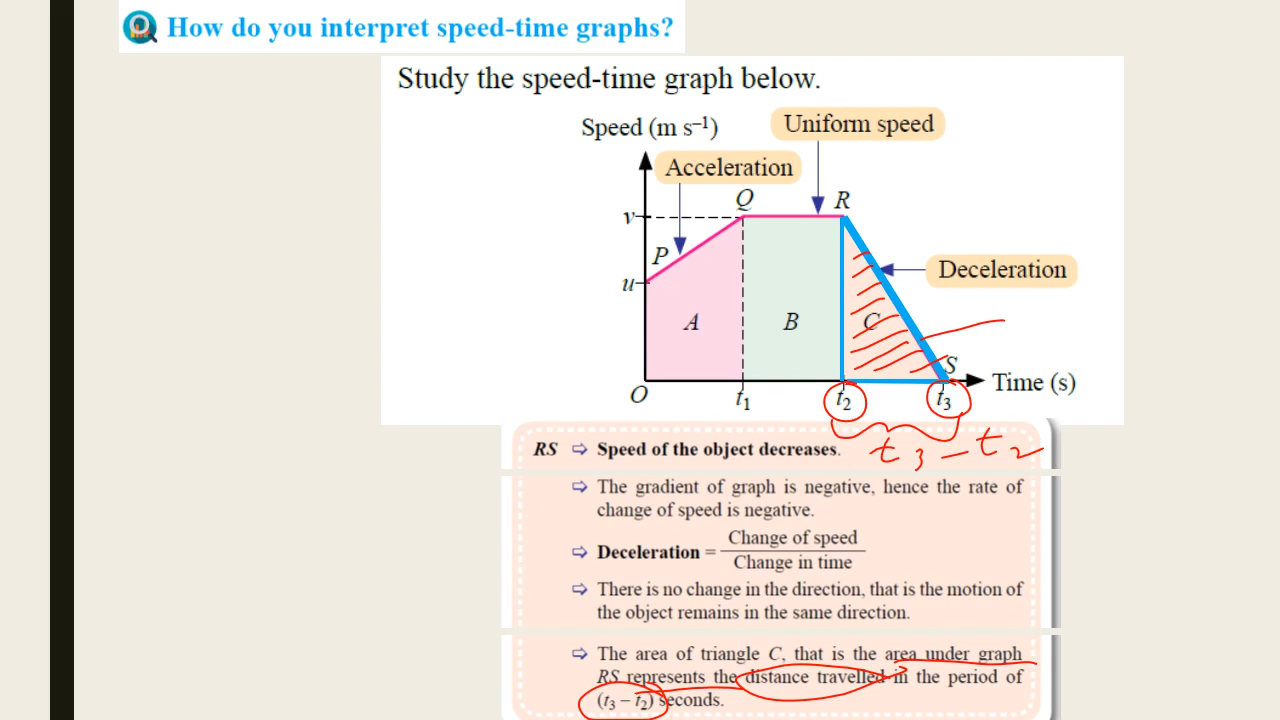 How do you interpret speed-time graphs?
Study the speed-time graph below.
Speed (m s⁻¹)
Uniform speed
Acceleration
Q
R
v
P
Deceleration
u
A
B
C
S
Time (s)
O
t₁
t₂
t₃
t₃ – t₂
RS ⇨ Speed of the object decreases.
⇨ The gradient of graph is negative, hence the rate of
change of speed is negative.
⇨ Deceleration = Change of speed
Change in time
⇨ There is no change in the direction, that is the motion of
the object remains in the same direction.
⇨ The area of triangle C, that is the area under graph
RS represents the distance travelled in the period of
(t₃ – t₂) seconds.